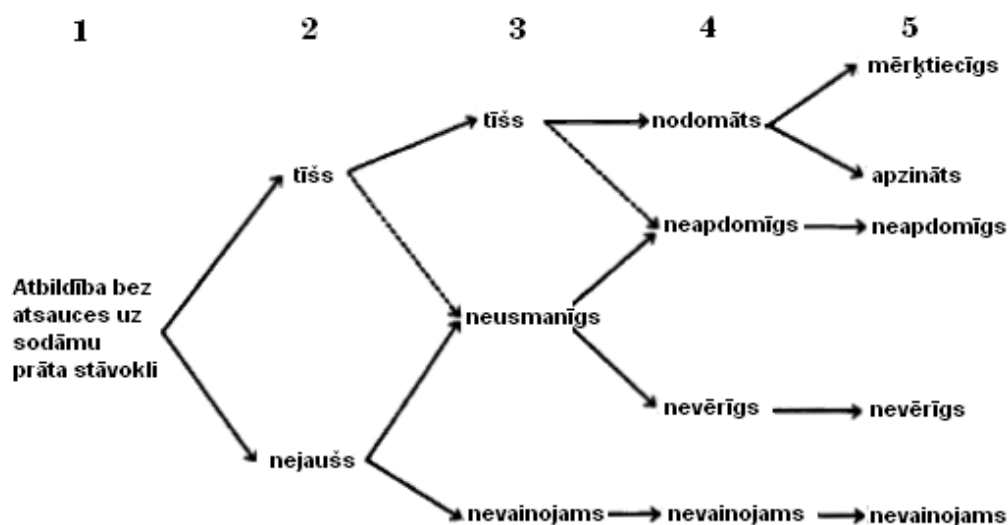 1 2 3 4 5
mērķtiecīgs
tīšs nodomāts
tīšs apzināts
neapdomīgs neapdomīgs
Atbildība bez
atsauces uz
sodāmu
prāta stāvokli
neusmanīgs
nevērīgs nevērīgs
nejaušs
nevainojams nevainojams nevainojams